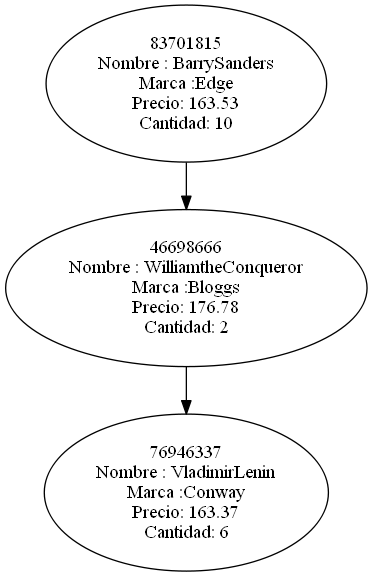 83701815
Nombre : BarrySanders
Marca :Edge
Precio: 163.53
Cantidad: 10
46698666
Nombre : WilliamtheConqueror
Marca :Bloggs
Precio: 176.78
Cantidad: 2
76946337
Nombre : VladimirLenin
Marca :Conway
Precio: 163.37
Cantidad: 6